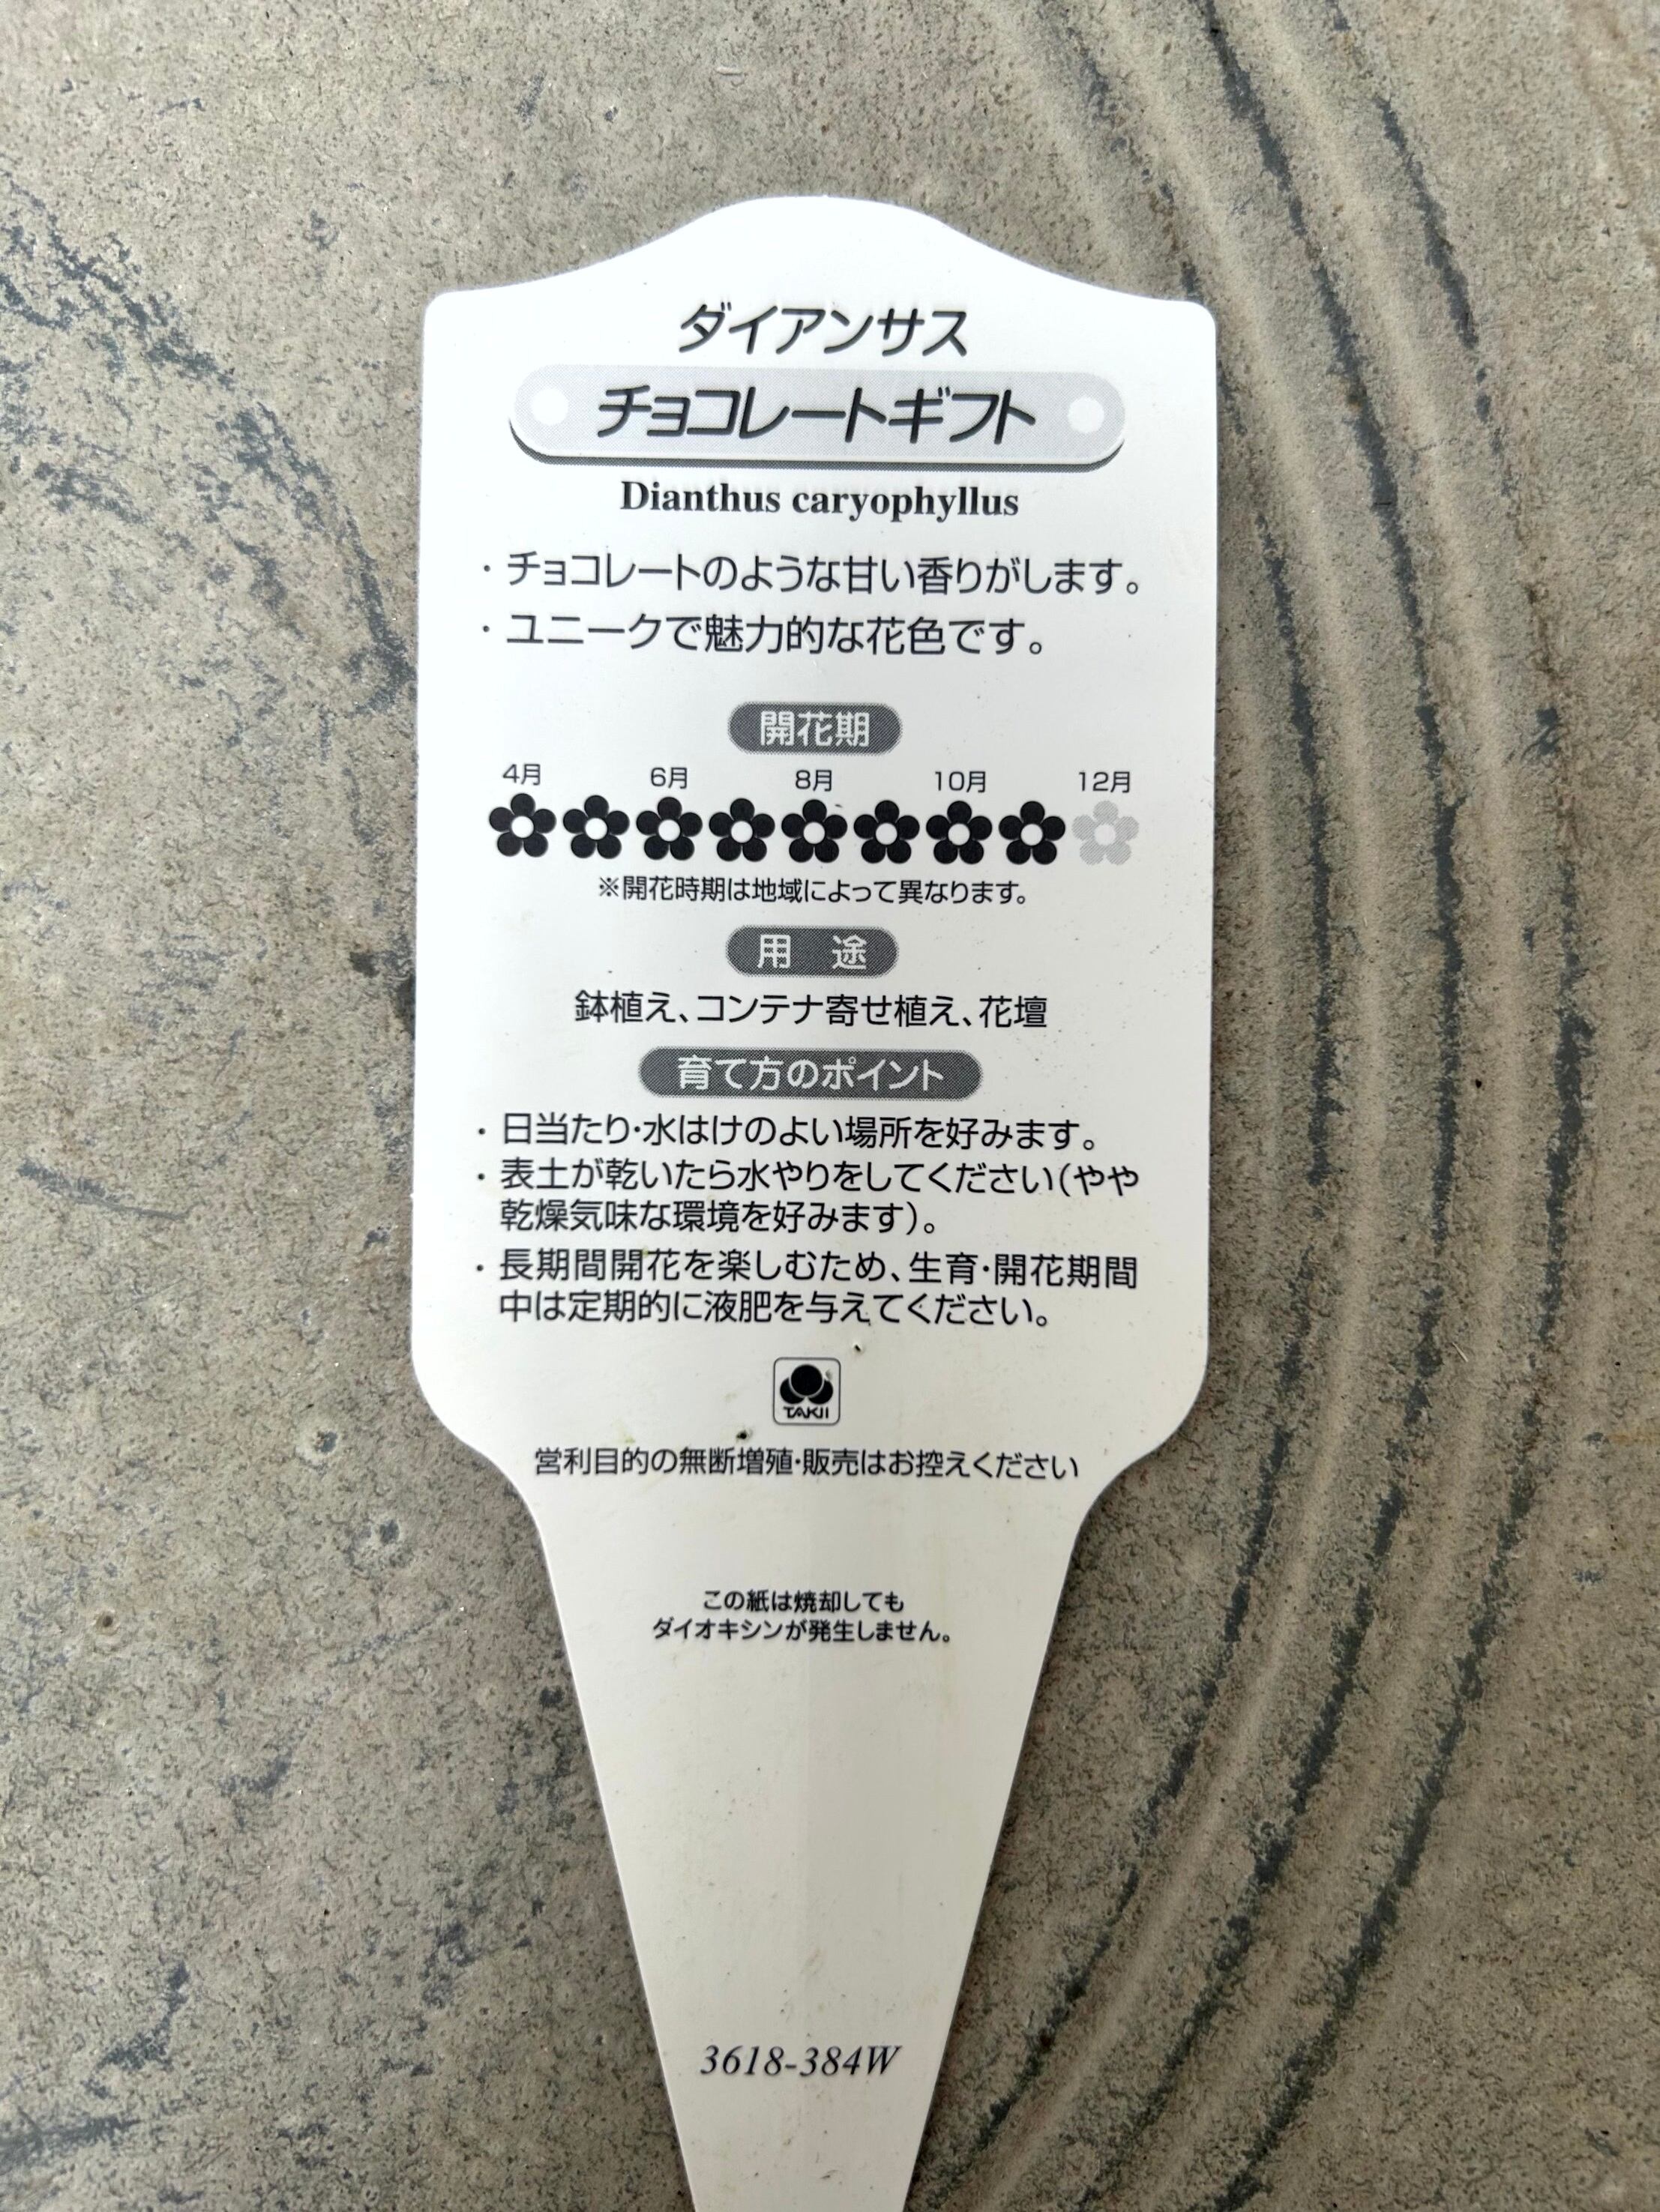 ダイアンサス
チョコレートギフト
Dianthus caryophyllus
・チョコレートのような甘い香りがします。
・ユニークで魅力的な花色です。
開花期
4月 6月 8月 10月 12月
※開花時期は地域によって異なります。
用　途
鉢植え、コンテナ寄せ植え、花壇
育て方のポイント
・日当たり・水はけのよい場所を好みます。
・表土が乾いたら水やりをしてください(やや
乾燥気味な環境を好みます)。
・長期間開花を楽しむため、生育・開花期間
中は定期的に液肥を与えてください。
TAKII
営利目的の無断増殖・販売はお控えください
この紙は焼却しても
ダイオキシンが発生しません。
3618-384W